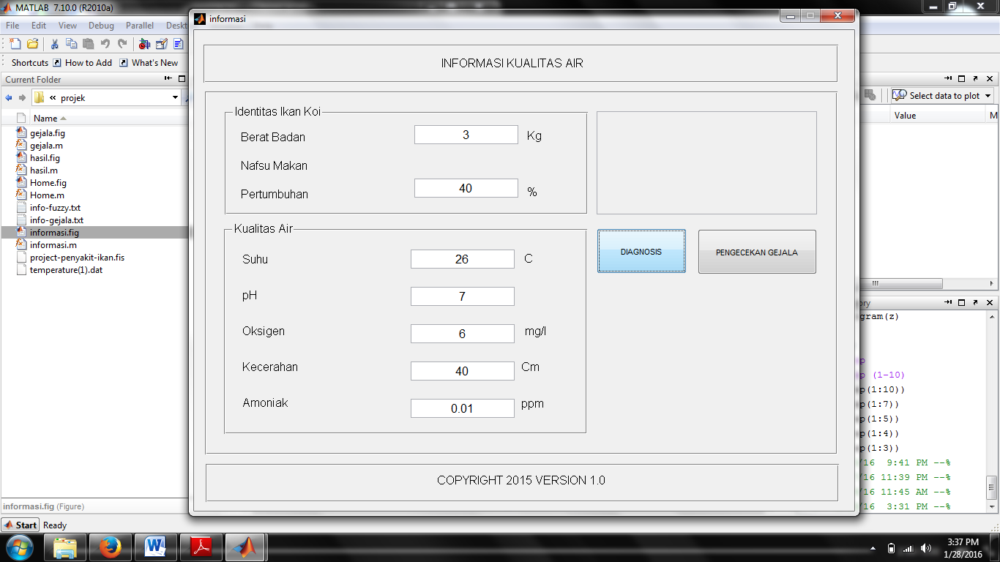 MATLAB 7.10.0 (R2010a)
informasi
File Edit View Debug Parallel Deskt
Shortcuts How to Add What's New
Current Folder
« projek
Name
gejala.fig
gejala.m
hasil.fig
hasil.m
Home.fig
Home.m
info-fuzzy.txt
info-gejala.txt
informasi.fig
informasi.m
project-penyakit-ikan.fis
temperature(1).dat
informasi.fig (Figure)
INFORMASI KUALITAS AIR
Identitas Ikan Koi
Berat Badan 3 Kg
Nafsu Makan
Pertumbuhan 40 %
Kualitas Air
Suhu 26 C
pH 7
Oksigen 6 mg/l
Kecerahan 40 Cm
Amoniak 0.01 ppm
DIAGNOSIS
PENGECEKAN GEJALA
COPYRIGHT 2015 VERSION 1.0
Select data to plot
Value M
ory
gram(z)
p
p (1-10)
p(1:10))
p(1:7))
p(1:5))
p(1:4))
p(1:3))
/16 9:41 PM --%
/16 11:39 PM --%
/16 11:45 AM --%
/16 3:31 PM --%
Start Ready
3:37 PM
1/28/2016